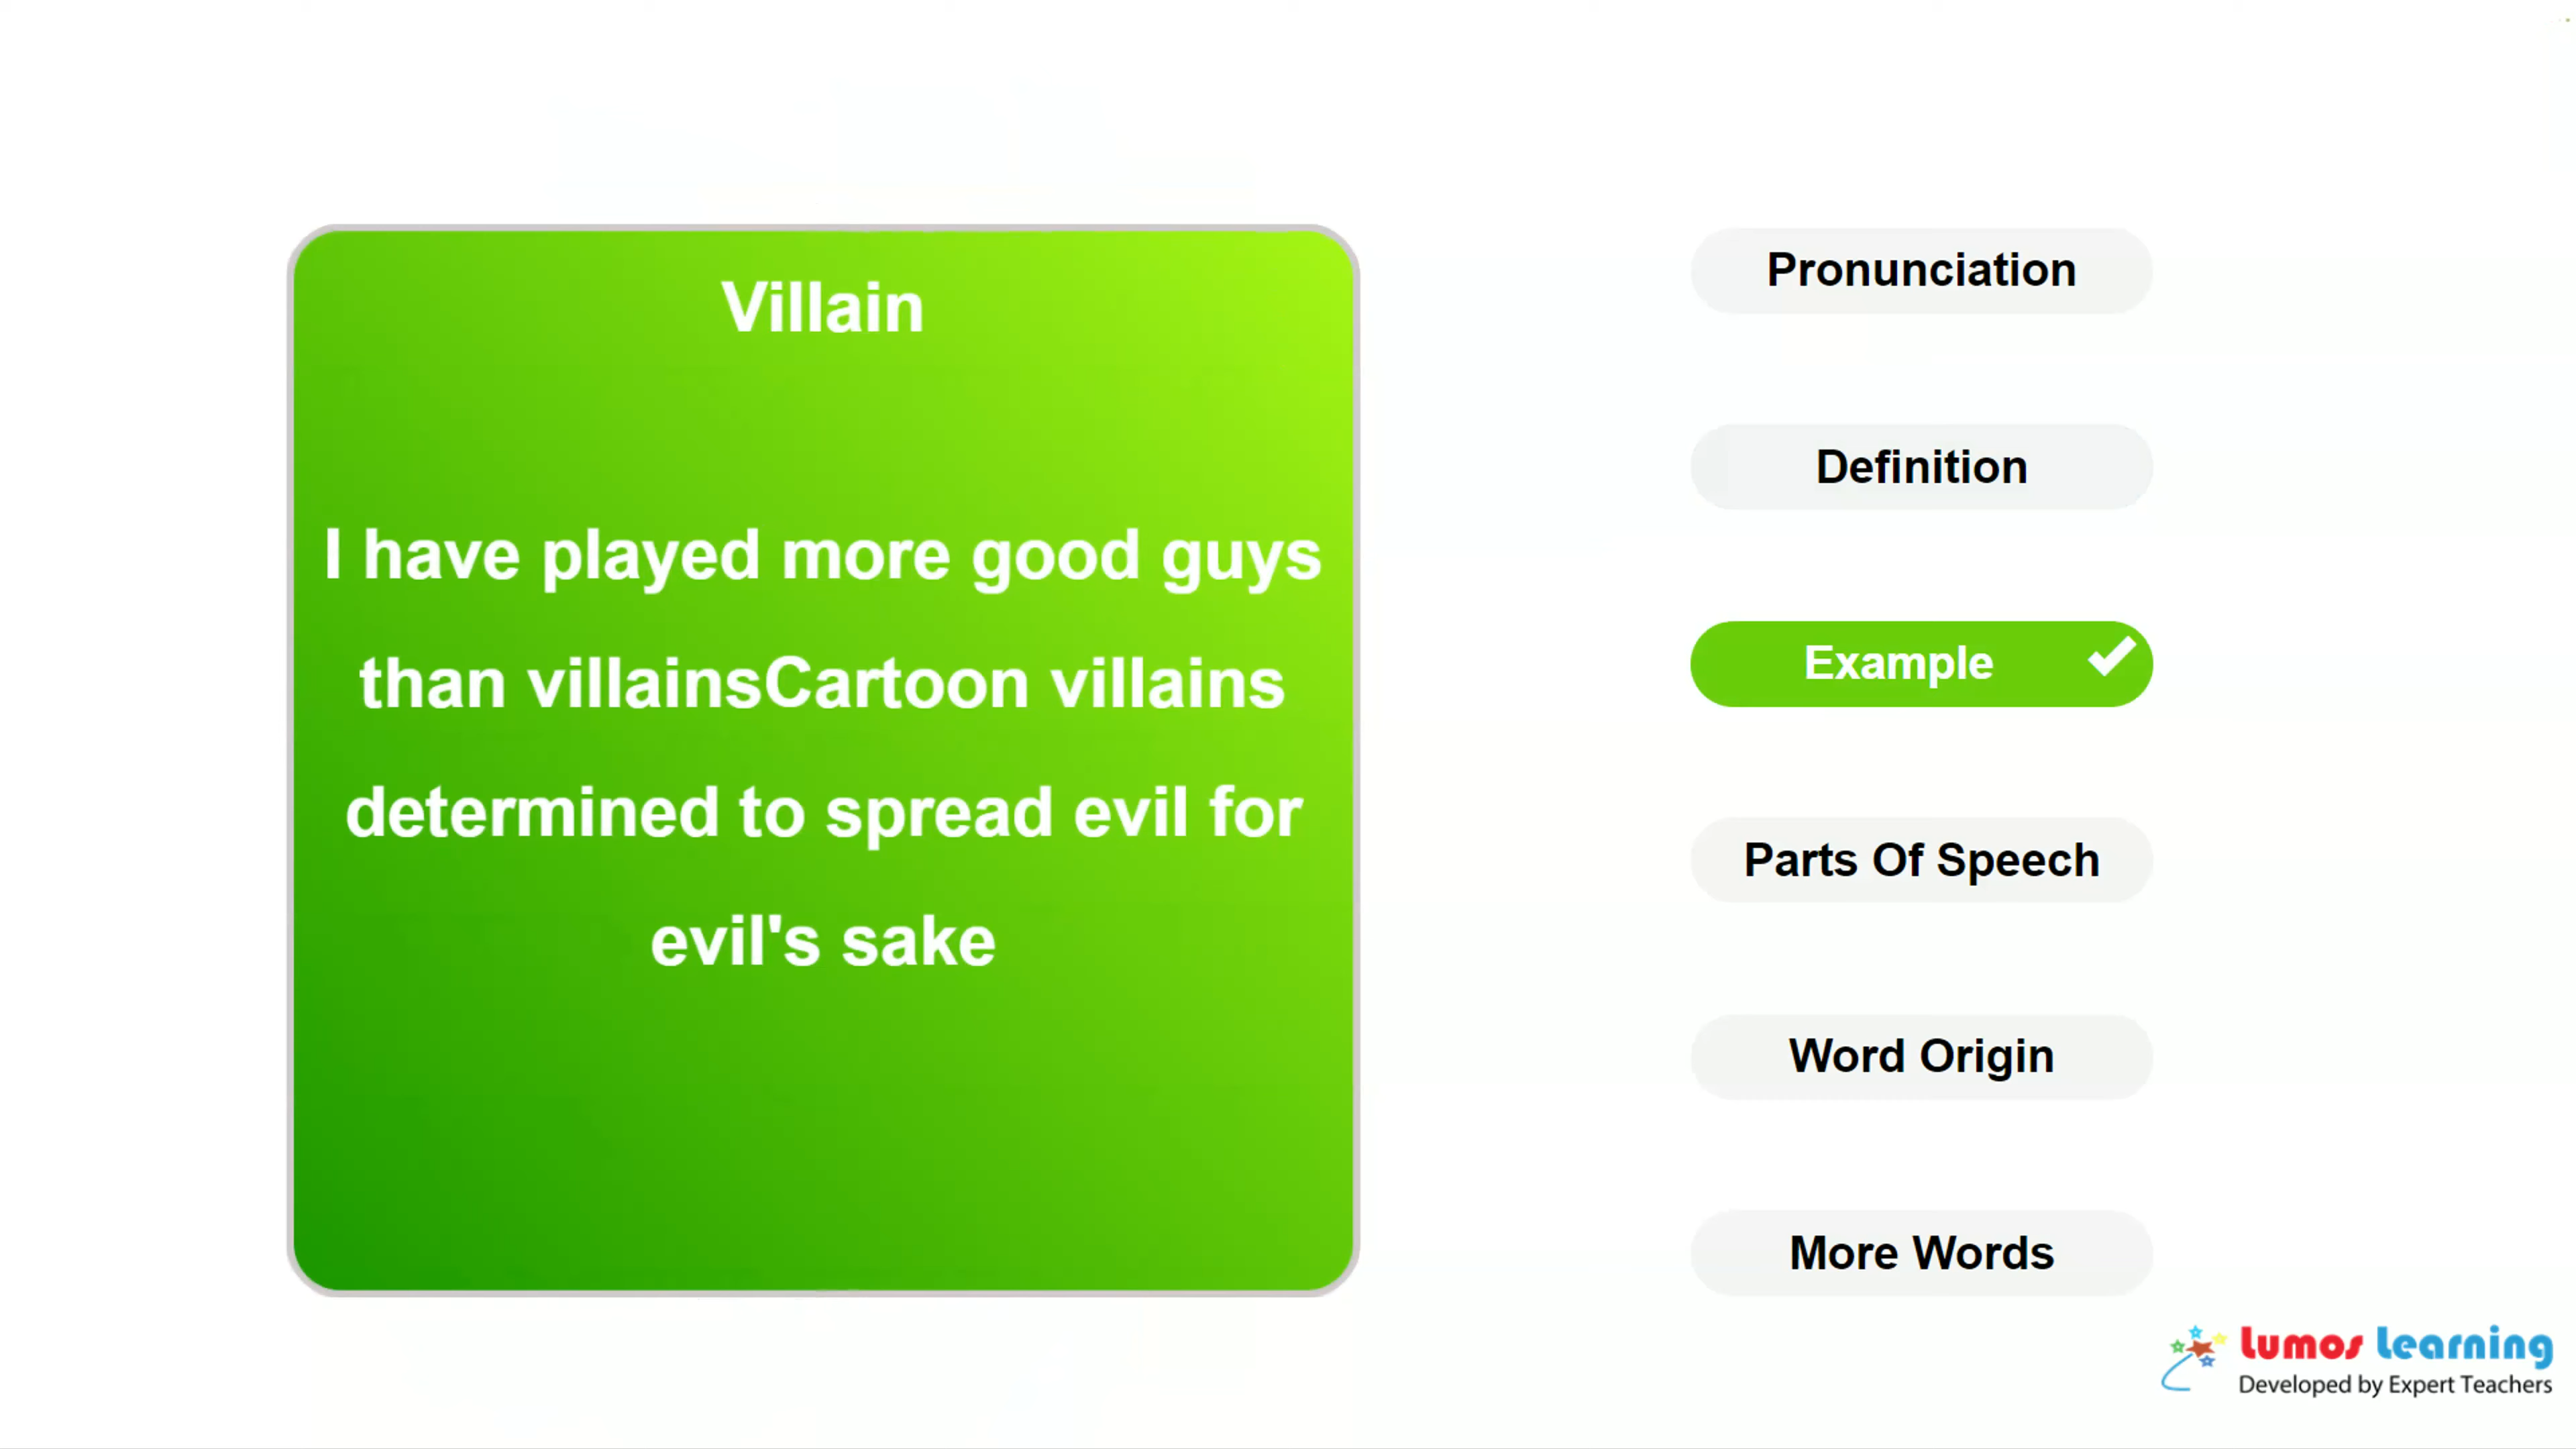 Villain
I have played more good guys
than villainsCartoon villains
determined to spread evil for
evil's sake
Pronunciation
Definition
Example
Parts Of Speech
Word Origin
More Words
Lumos Learning
Developed by Expert Teachers